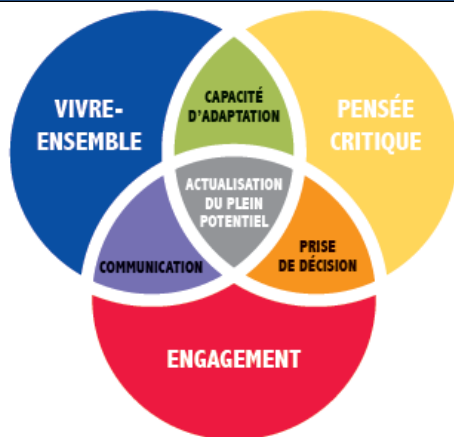 CAPACITÉ
D'ADAPTATION
VIVRE-
ENSEMBLE
PENSÉE
CRITIQUE
ACTUALISATION
DU PLEIN
POTENTIEL
COMMUNICATION
PRISE
DE DÉCISION
ENGAGEMENT